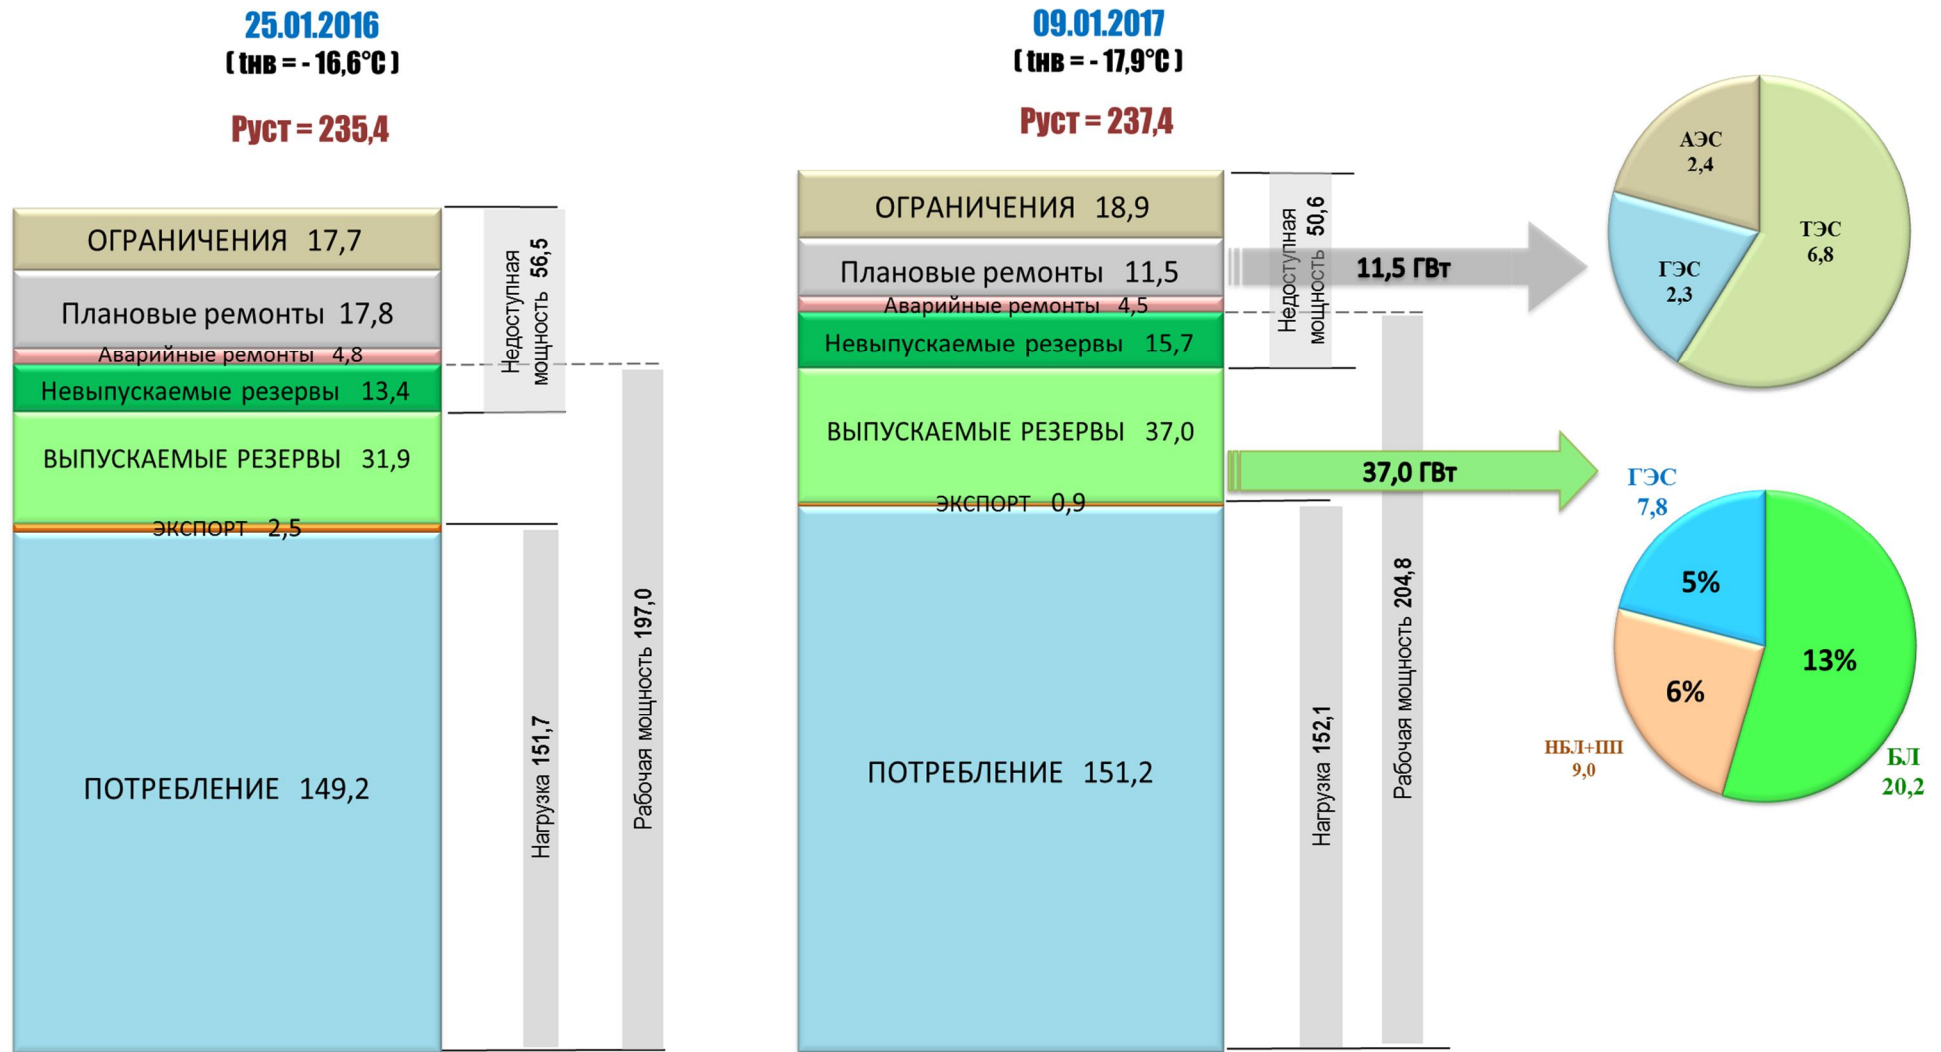 25.01.2016
( tнв = - 16,6°С )
Руст = 235,4
ОГРАНИЧЕНИЯ 17,7
Плановые ремонты 17,8
Аварийные ремонты 4,8
Невыпускаемые резервы 13,4
ВЫПУСКАЕМЫЕ РЕЗЕРВЫ 31,9
ЭКСПОРТ 2,5
ПОТРЕБЛЕНИЕ 149,2
Недоступная
мощность 56,5
Нагрузка 151,7
Рабочая мощность 197,0
09.01.2017
( tнв = - 17,9°С )
Руст = 237,4
ОГРАНИЧЕНИЯ 18,9
Плановые ремонты 11,5
Аварийные ремонты 4,5
Невыпускаемые резервы 15,7
ВЫПУСКАЕМЫЕ РЕЗЕРВЫ 37,0
ЭКСПОРТ 0,9
ПОТРЕБЛЕНИЕ 151,2
Недоступная
мощность 50,6
Нагрузка 152,1
Рабочая мощность 204,8
11,5 ГВт
37,0 ГВт
АЭС
2,4
ТЭС
6,8
ГЭС
2,3
ГЭС
7,8
5%
13%
6%
НБЛ+ПП
9,0
БЛ
20,2